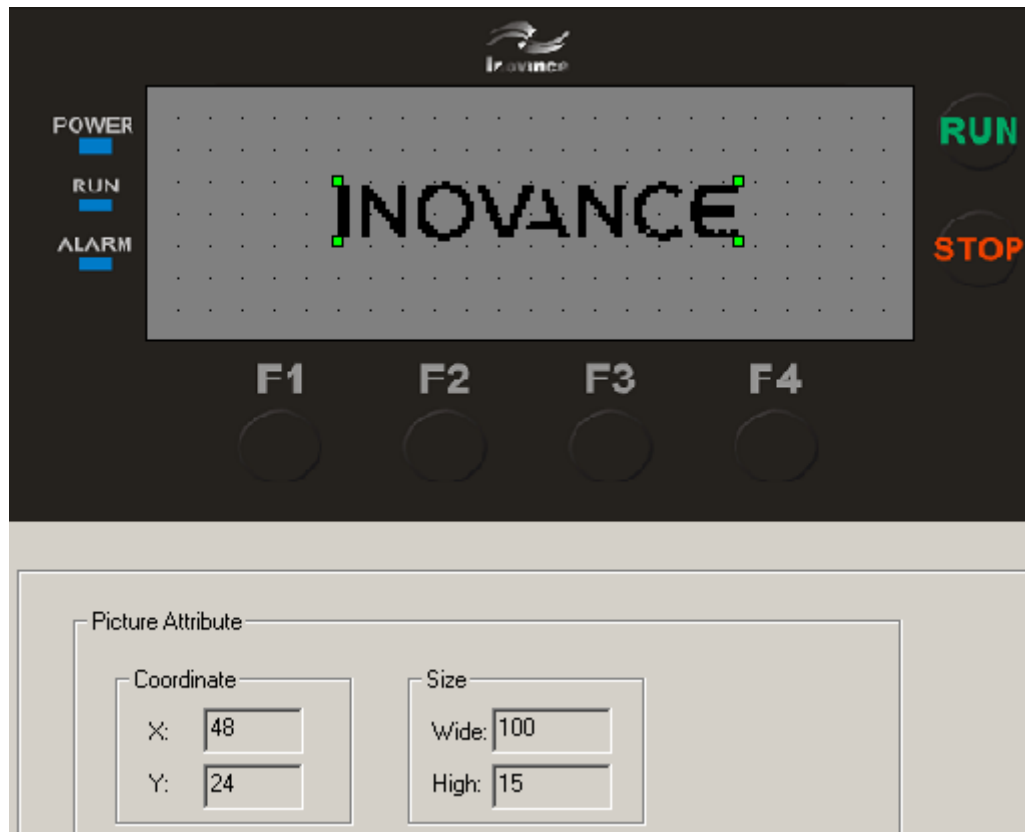 inovance
POWER
RUN
ALARM
INOVANCE
RUN
STOP
F1 F2 F3 F4
Picture Attribute
Coordinate Size
X: 48 Wide: 100
Y: 24 High: 15